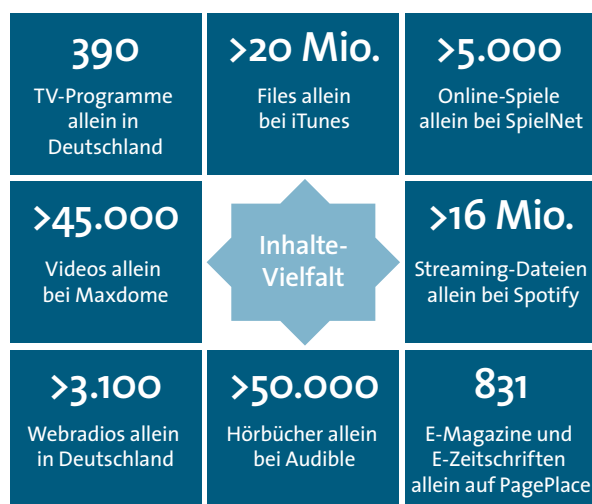 390
TV-Programme
allein in
Deutschland
>20 Mio.
Files allein
bei iTunes
>5.000
Online-Spiele
allein bei SpielNet
>45.000
Videos allein
bei Maxdome
Inhalte-
Vielfalt
>16 Mio.
Streaming-Dateien
allein bei Spotify
>3.100
Webradios allein
in Deutschland
>50.000
Hörbücher allein
bei Audible
831
E-Magazine und
E-Zeitschriften
allein auf PagePlace